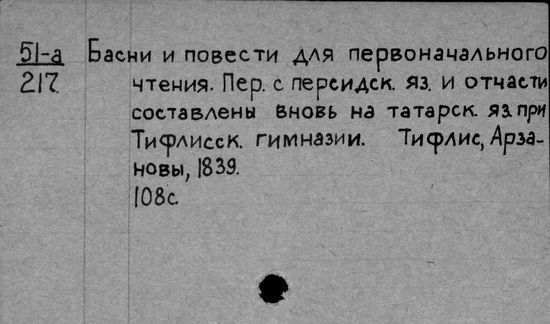 51-а
217
Басни и повести для первоначального
чтения. Пер. с персидск. яз. и отчасти
составлены вновь на татарск. яз. при
Тифлисск. гимназии. Тифлис, Арза-
новы, 1839.
108с.